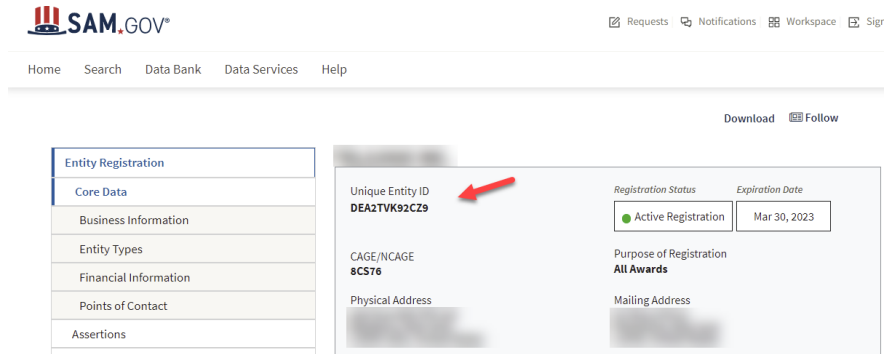 SAM.GOV®
Requests Notifications Workspace Sign
Home Search Data Bank Data Services Help
Download Follow
Entity Registration
Core Data
Business Information
Entity Types
Financial Information
Points of Contact
Assertions
Unique Entity ID
DEA2TVK92CZ9
Registration Status Expiration Date
Active Registration Mar 30, 2023
CAGE/NCAGE
8CS76
Purpose of Registration
All Awards
Physical Address
Mailing Address